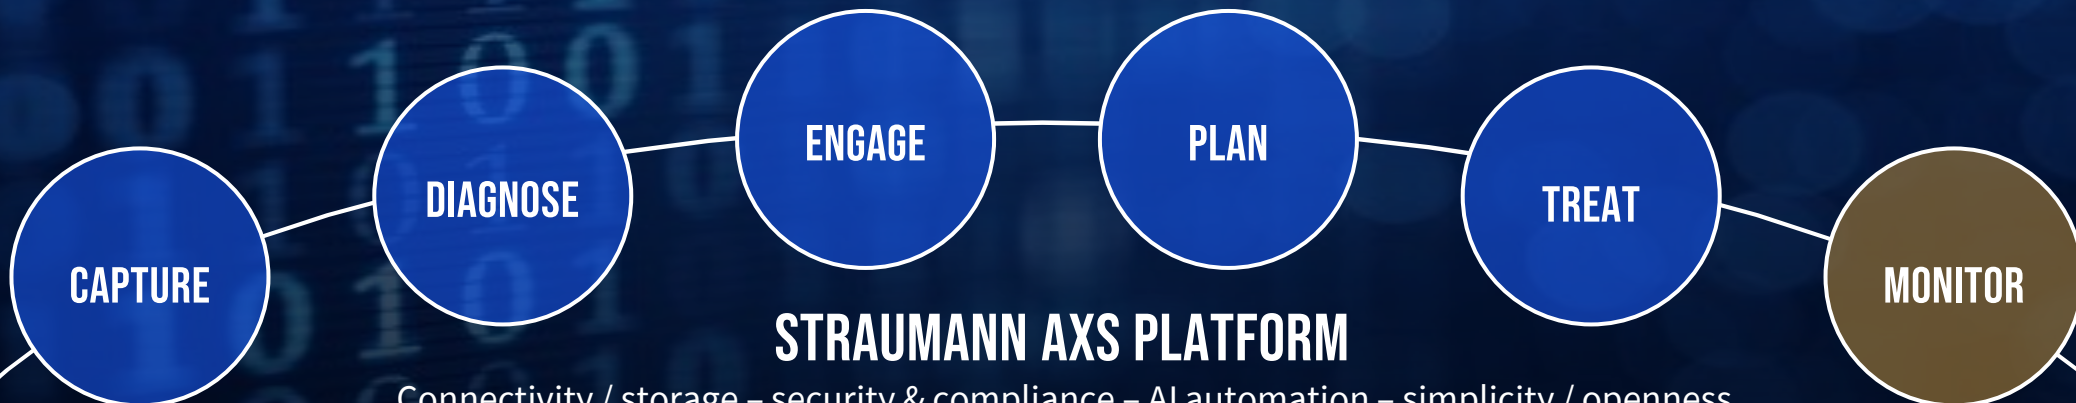 CAPTURE
DIAGNOSE
ENGAGE
PLAN
TREAT
MONITOR
STRAUMANN AXS PLATFORM
Connectivity / storage – security & compliance – AI automation – simplicity / openness